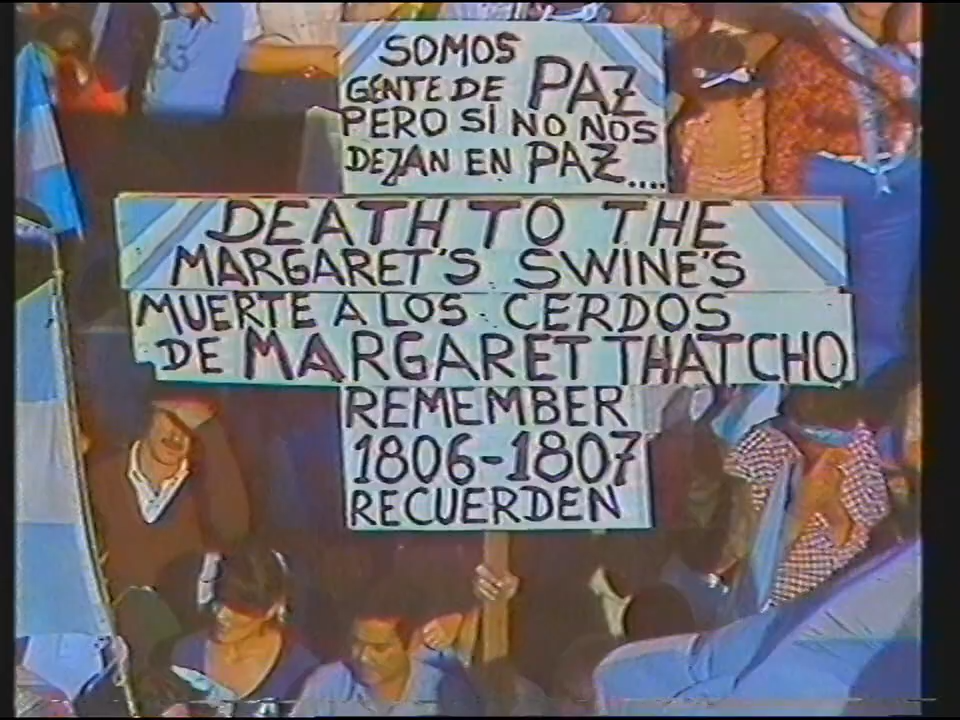 SOMOS
GENTE DE PAZ
PERO SI NO NOS
DEJAN EN PAZ....
DEATH TO THE
MARGARET'S SWINE'S
MUERTE A LOS CERDOS
DE MARGARET THATCHO
REMEMBER
1806-1807
RECUERDEN